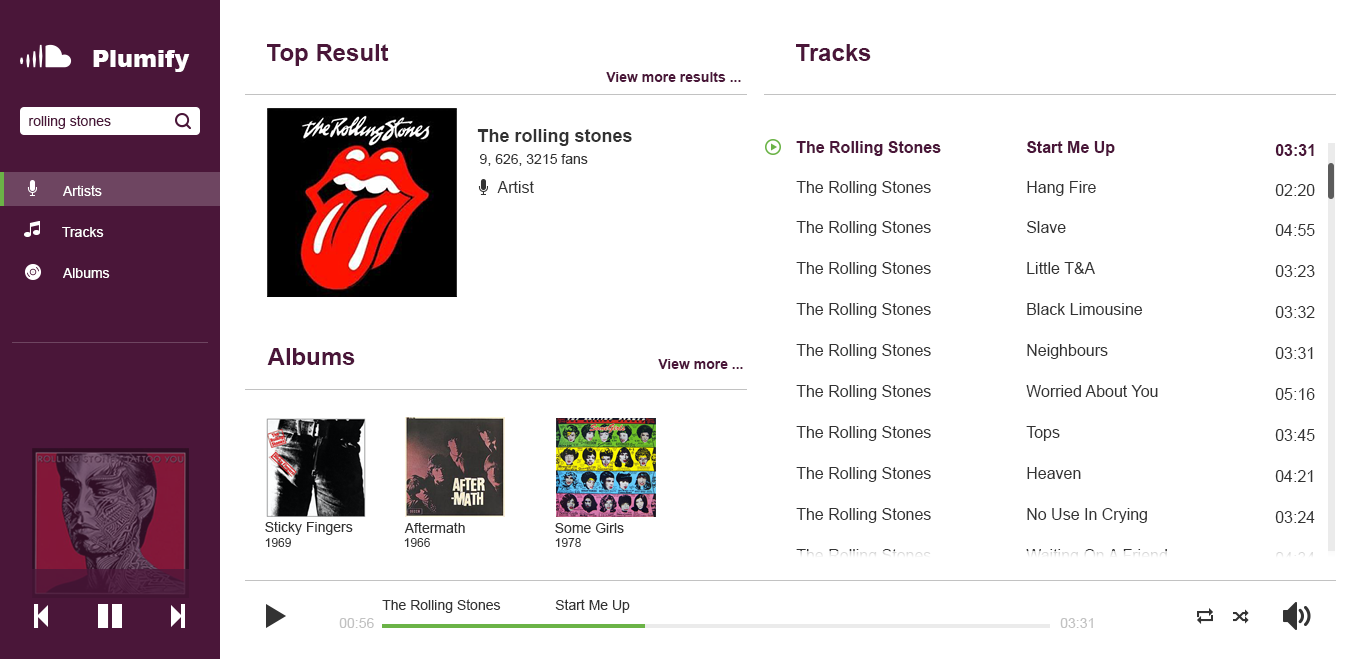 Plumify
rolling stones
Artists
Tracks
Albums
ROLLING STONES TATTOO YOU
Top Result
View more results ...
The Rolling Stones
The rolling stones
9, 626, 3215 fans
Artist
Albums
View more ...
AFTER
-MATH
Sticky Fingers
1969
Aftermath
1966
Some Girls
1978
Tracks
The Rolling Stones Start Me Up 03:31
The Rolling Stones Hang Fire 02:20
The Rolling Stones Slave 04:55
The Rolling Stones Little T&A 03:23
The Rolling Stones Black Limousine 03:32
The Rolling Stones Neighbours 03:31
The Rolling Stones Worried About You 05:16
The Rolling Stones Tops 03:45
The Rolling Stones Heaven 04:21
The Rolling Stones No Use In Crying 03:24
The Rolling Stones Waiting On A Friend
The Rolling Stones Start Me Up
00:56 03:31